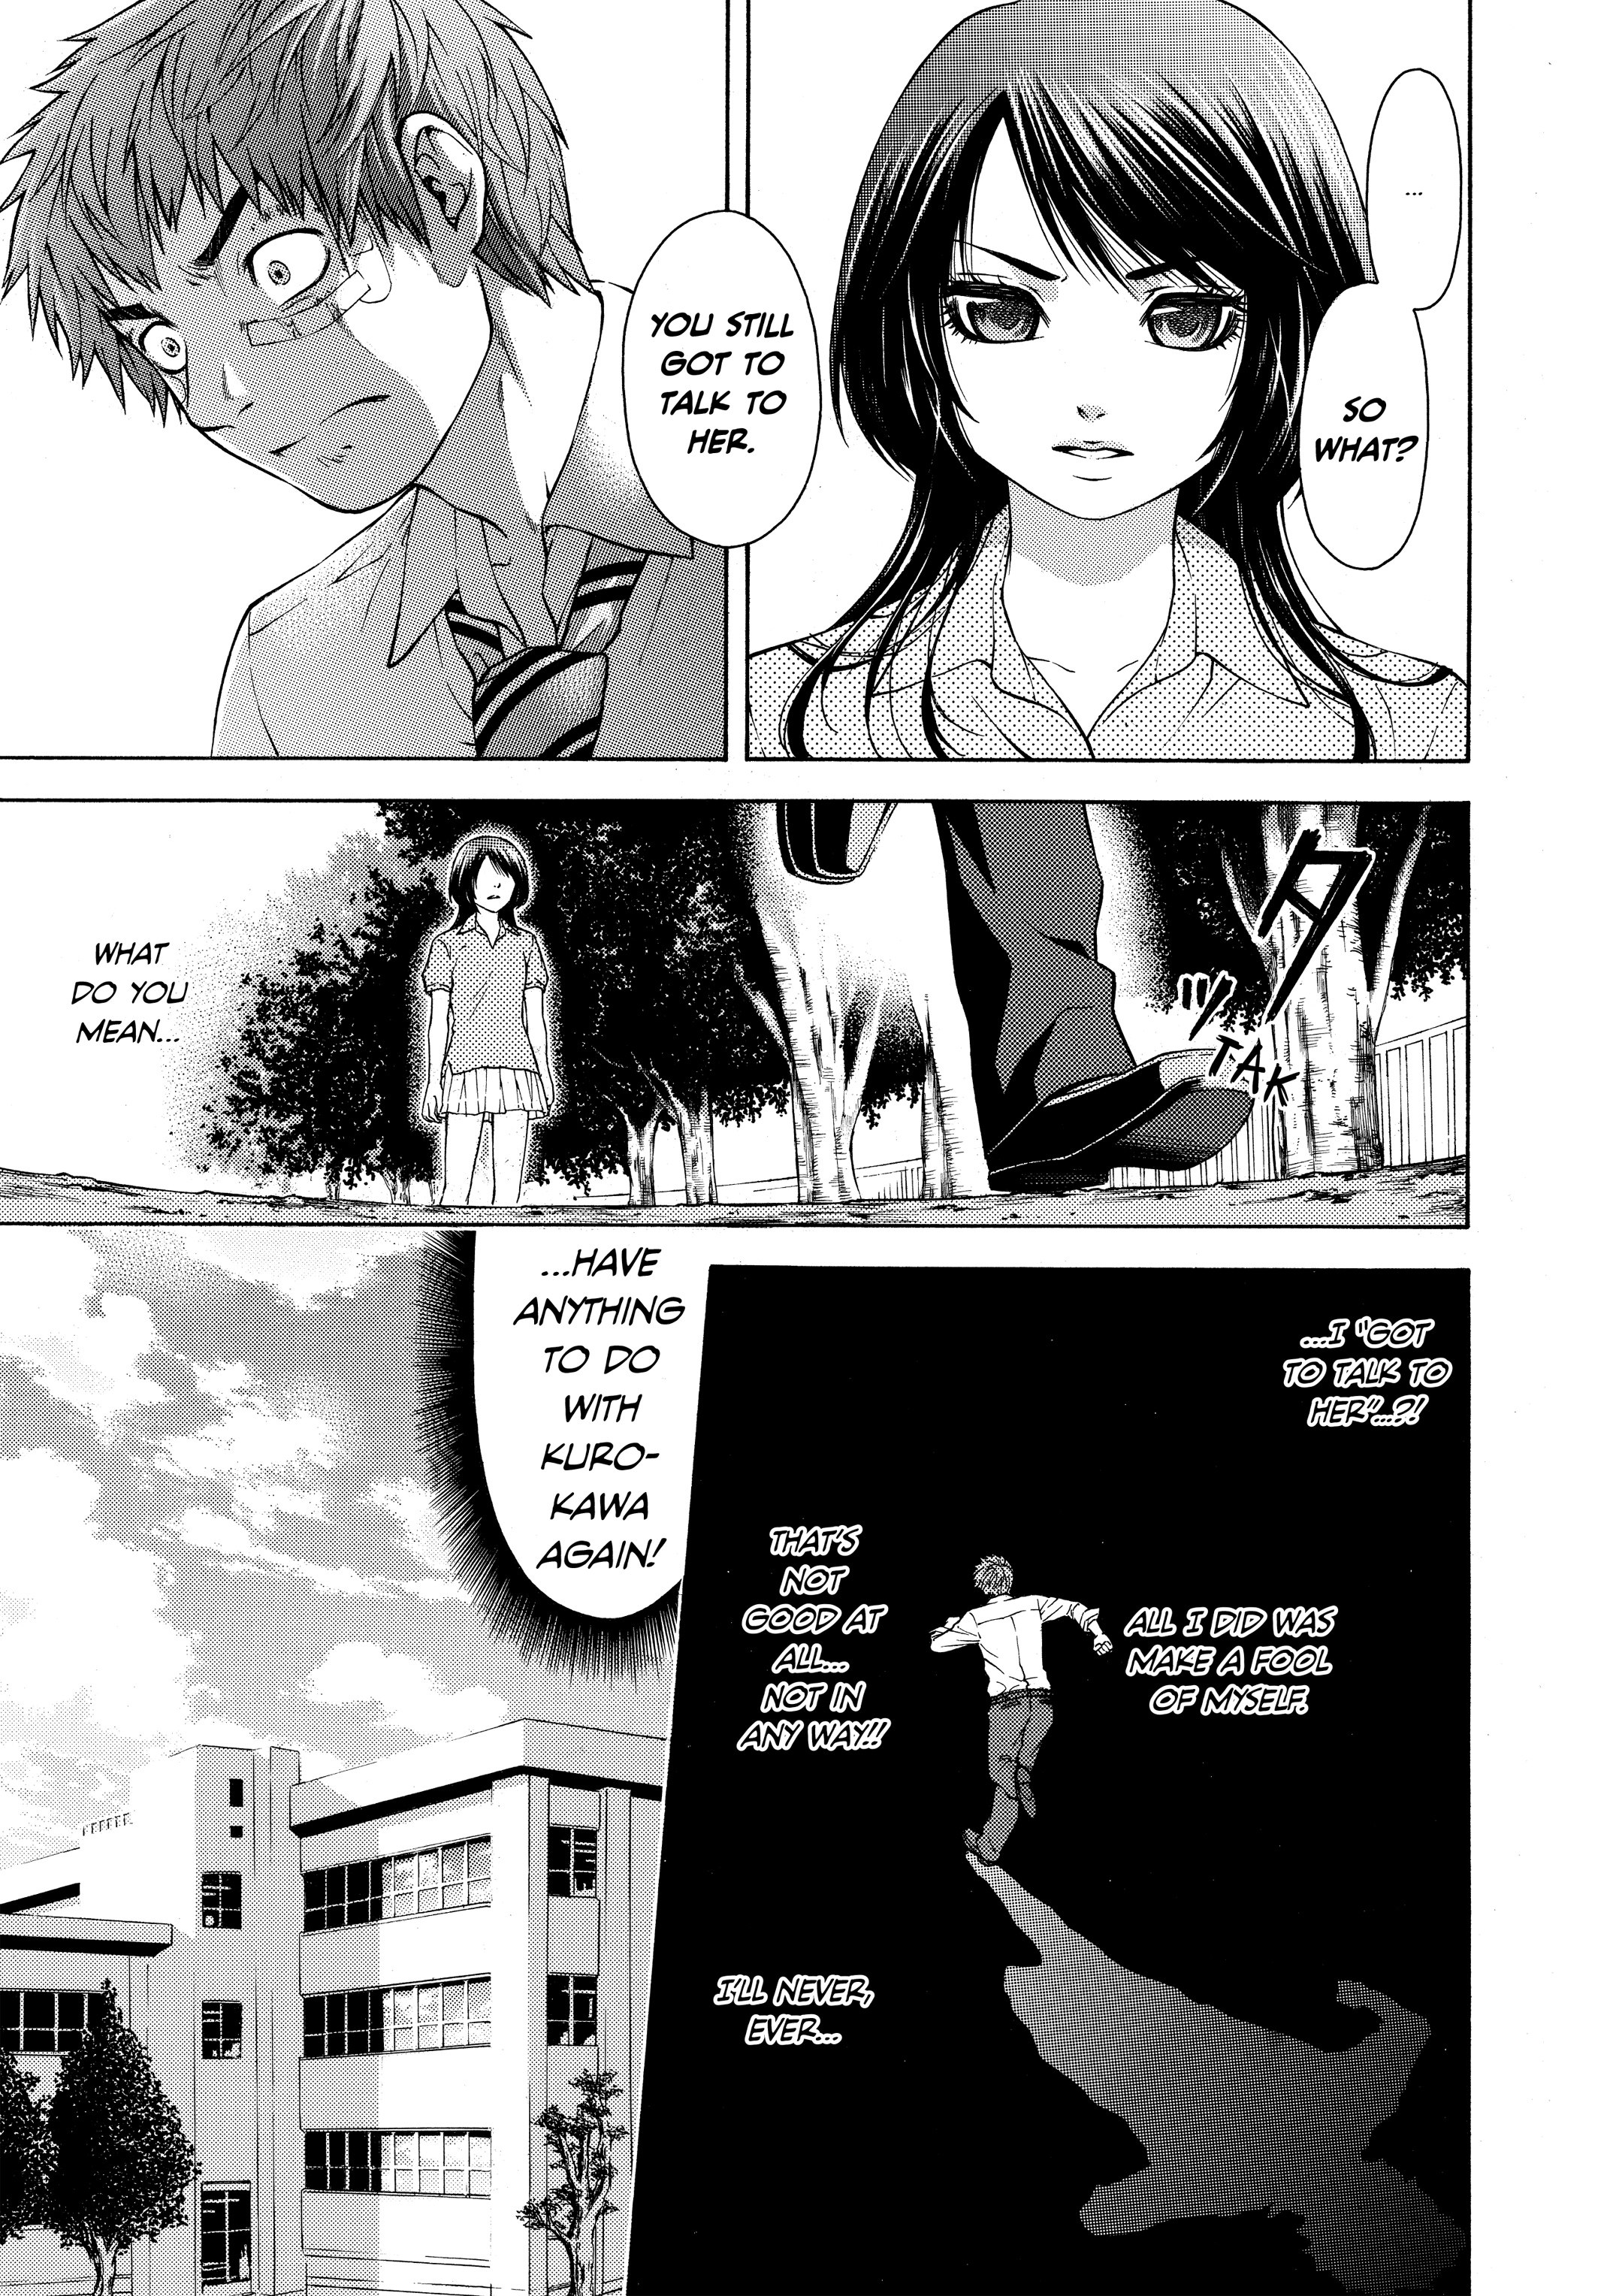 ...
SO
WHAT?
YOU STILL
GOT TO
TALK TO
HER.
タッ
TAK
WHAT
DO YOU
MEAN...
...I "GOT
TO TALK TO
HER"...?!
ALL I DID WAS
MAKE A FOOL
OF MYSELF.
THAT'S
NOT
GOOD AT
ALL...
NOT IN
ANY WAY!!
I'LL NEVER,
EVER...
...HAVE
ANYTHING
TO DO
WITH
KURO-
KAWA
AGAIN!